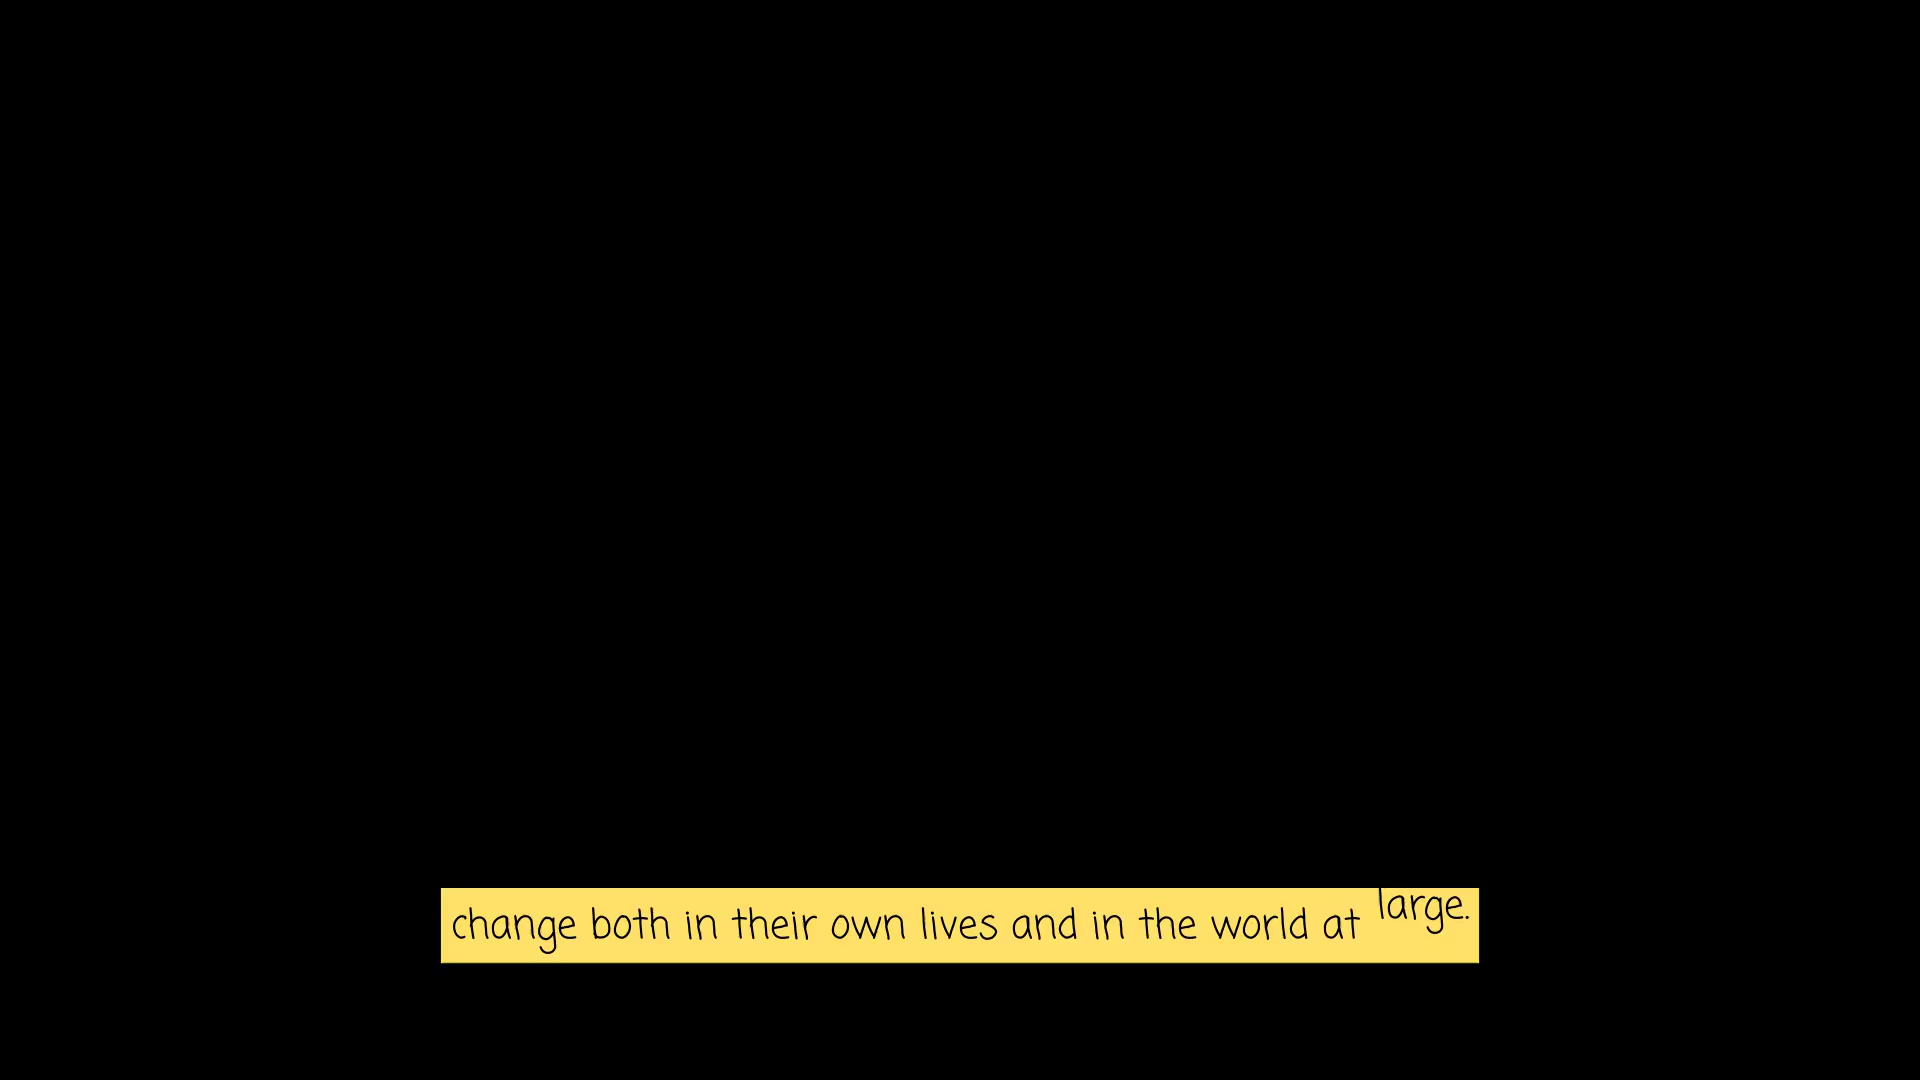 change both in their own lives and in the world at large.